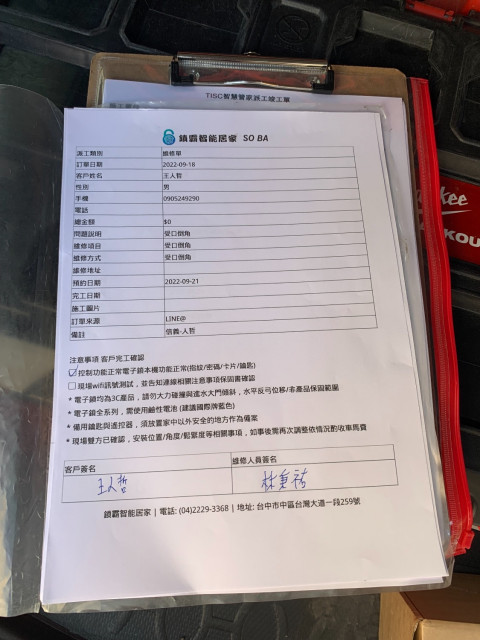 TISC智慧管家派工竣工單
鎖霸智能居家 SO BA
派工類別 維修單
訂單日期 2022-09-18
客戶姓名 王人哲
性別 男
手機 0905249290
電話
總金額 $0
問題說明 受口倒角
維修項目 受口倒角
維修方式 受口倒角
維修地址
預約日期 2022-09-21
完工日期
施工圖片
訂單來源 LINE@
備註 信義-人哲
注意事項 客戶完工確認
☑控制功能正常電子鎖本機功能正常(指紋/密碼/卡片/鑰匙)
☐現場wifi訊號測試，並告知連線相關注意事項保固書確認
* 電子鎖均為3C產品，請勿大力碰撞與進水大門傾斜，水平反弓位移/非產品保固範圍
* 電子鎖全系列，需使用鹼性電池 (建議國際牌藍色)
* 備用鑰匙與遙控器，須放置家中以外安全的地方作為備案
* 現場雙方已確認，安裝位置/角度/鬆緊度等相關事項，如事後需再次調整依情況酌收車馬費
客戶簽名 維修人員簽名
王人哲 林秉祐
鎖霸智能居家 | 電話: (04)2229-3368 | 地址: 台中市中區台灣大道一段259號